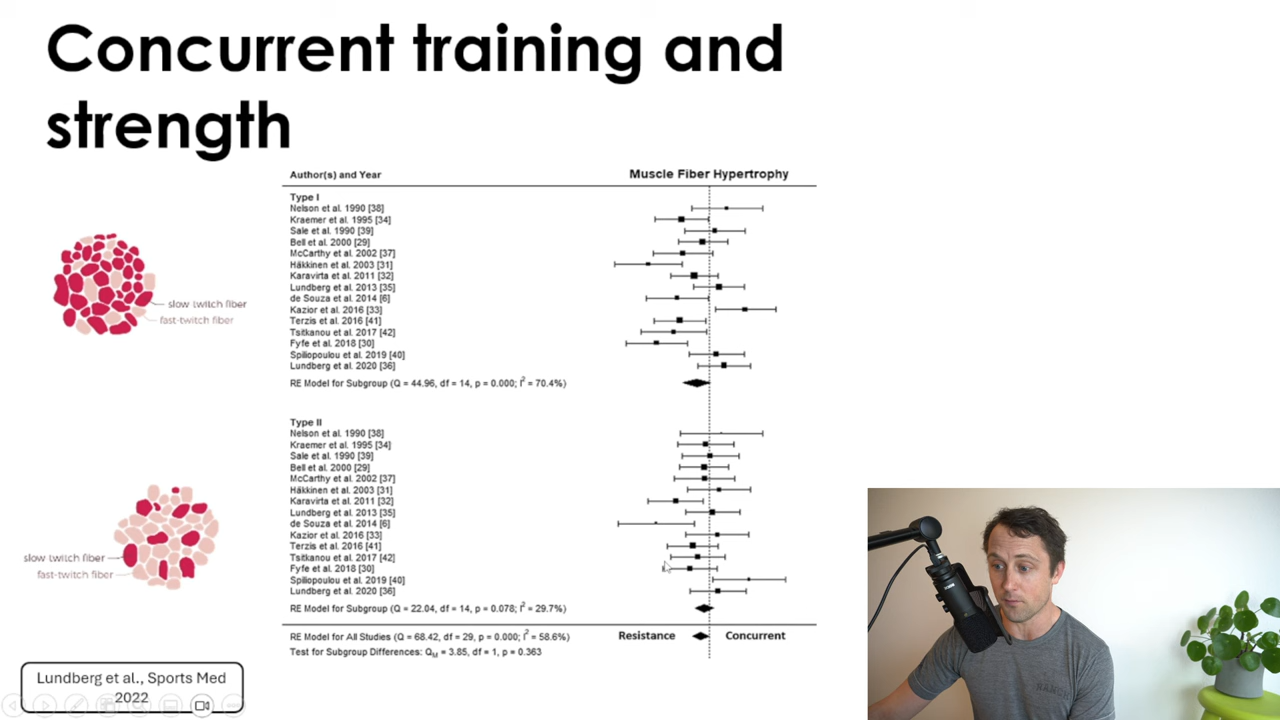 Concurrent training and
strength
Author(s) and Year Muscle Fiber Hypertrophy
Type I
Nelson et al. 1990 [38]
Kraemer et al. 1995 [34]
Sale et al. 1990 [39]
Bell et al. 2000 [29]
McCarthy et al. 2002 [37]
Häkkinen et al. 2003 [31]
Karavirta et al. 2011 [32]
Lundberg et al. 2013 [35]
de Souza et al. 2014 [6]
Kazior et al. 2016 [33]
Terzis et al. 2016 [41]
Tsitkanou et al. 2017 [42]
Fyfe et al. 2018 [30]
Spiliopoulou et al. 2019 [40]
Lundberg et al. 2020 [36]
RE Model for Subgroup (Q = 44.96, df = 14, p = 0.000; I² = 70.4%)
slow twitch fiber
fast-twitch fiber
Type II
Nelson et al. 1990 [38]
Kraemer et al. 1995 [34]
Sale et al. 1990 [39]
Bell et al. 2000 [29]
McCarthy et al. 2002 [37]
Häkkinen et al. 2003 [31]
Karavirta et al. 2011 [32]
Lundberg et al. 2013 [35]
de Souza et al. 2014 [6]
Kazior et al. 2016 [33]
Terzis et al. 2016 [41]
Tsitkanou et al. 2017 [42]
Fyfe et al. 2018 [30]
Spiliopoulou et al. 2019 [40]
Lundberg et al. 2020 [36]
RE Model for Subgroup (Q = 22.04, df = 14, p = 0.078; I² = 29.7%)
slow twitch fiber
fast-twitch fiber
RE Model for All Studies (Q = 68.42, df = 29, p = 0.000; I² = 58.6%) Resistance Concurrent
Test for Subgroup Differences: Q_M = 3.85, df = 1, p = 0.363
Lundberg et al., Sports Med
2022